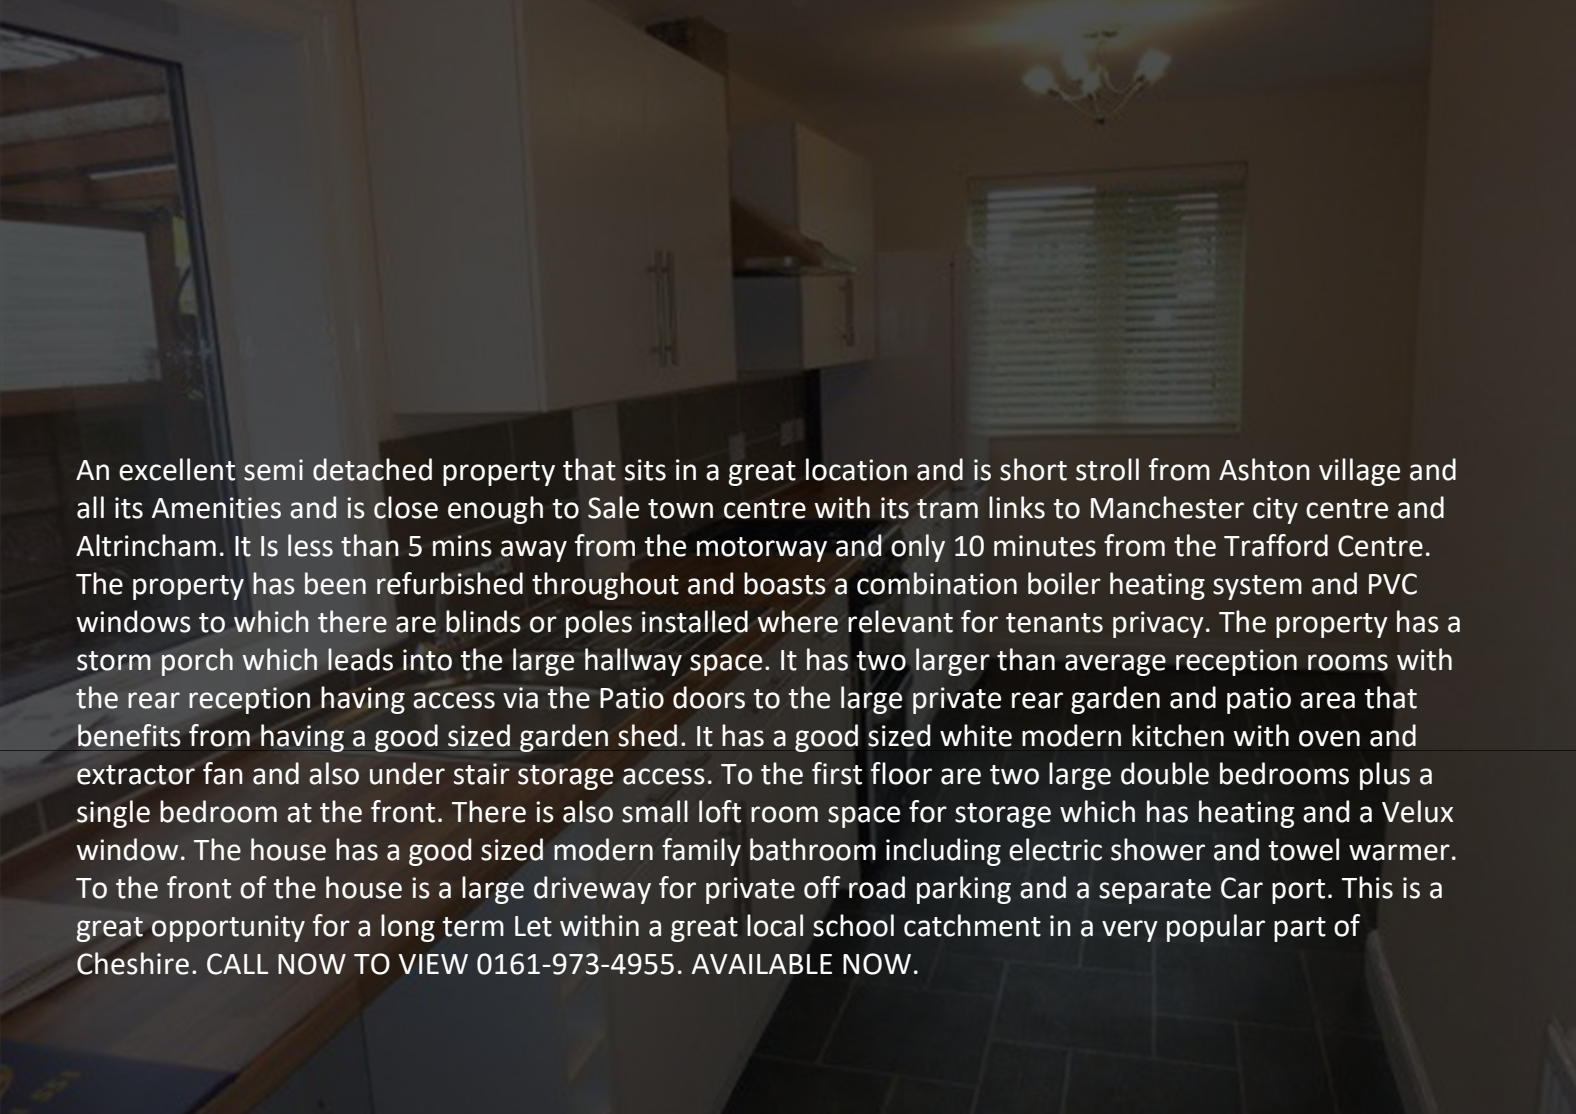 An excellent semi detached property that sits in a great location and is short stroll from Ashton village and
all its Amenities and is close enough to Sale town centre with its tram links to Manchester city centre and
Altrincham. It Is less than 5 mins away from the motorway and only 10 minutes from the Trafford Centre.
The property has been refurbished throughout and boasts a combination boiler heating system and PVC
windows to which there are blinds or poles installed where relevant for tenants privacy. The property has a
storm porch which leads into the large hallway space. It has two larger than average reception rooms with
the rear reception having access via the Patio doors to the large private rear garden and patio area that
benefits from having a good sized garden shed. It has a good sized white modern kitchen with oven and
extractor fan and also under stair storage access. To the first floor are two large double bedrooms plus a
single bedroom at the front. There is also small loft room space for storage which has heating and a Velux
window. The house has a good sized modern family bathroom including electric shower and towel warmer.
To the front of the house is a large driveway for private off road parking and a separate Car port. This is a
great opportunity for a long term Let within a great local school catchment in a very popular part of
Cheshire. CALL NOW TO VIEW 0161-973-4955. AVAILABLE NOW.